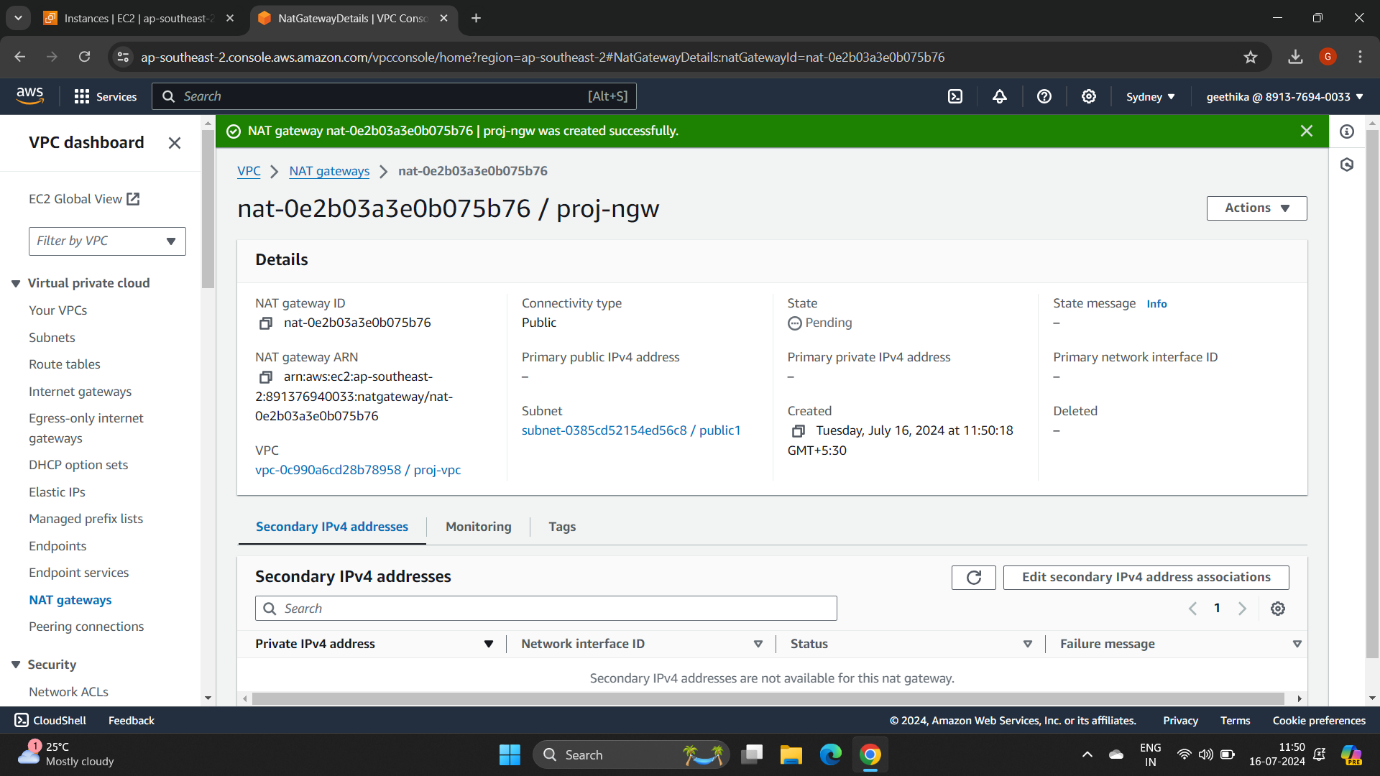 Instances | EC2 | ap-southeast-2
NatGatewayDetails | VPC Conso
ap-southeast-2.console.aws.amazon.com/vpcconsole/home?region=ap-southeast-2#NatGatewayDetails:natGatewayId=nat-0e2b03a3e0b075b76
G
aws
Services
Search
[Alt+S]
Sydney
geethika @ 8913-7694-0033
VPC dashboard
NAT gateway nat-0e2b03a3e0b075b76 | proj-ngw was created successfully.
EC2 Global View
Filter by VPC
Virtual private cloud
Your VPCs
Subnets
Route tables
Internet gateways
Egress-only internet
gateways
DHCP option sets
Elastic IPs
Managed prefix lists
Endpoints
Endpoint services
NAT gateways
Peering connections
Security
Network ACLs
VPC
NAT gateways
nat-0e2b03a3e0b075b76
nat-0e2b03a3e0b075b76 / proj-ngw
Actions
Details
NAT gateway ID
nat-0e2b03a3e0b075b76
NAT gateway ARN
arn:aws:ec2:ap-southeast-
2:891376940033:natgateway/nat-
0e2b03a3e0b075b76
VPC
vpc-0c990a6cd28b78958 / proj-vpc
Connectivity type
Public
Primary public IPv4 address
–
Subnet
subnet-0385cd52154ed56c8 / public1
State
Pending
Primary private IPv4 address
–
Created
Tuesday, July 16, 2024 at 11:50:18
GMT+5:30
State message Info
–
Primary network interface ID
–
Deleted
–
Secondary IPv4 addresses
Monitoring
Tags
Secondary IPv4 addresses
Edit secondary IPv4 address associations
Search
1
Private IPv4 address
Network interface ID
Status
Failure message
Secondary IPv4 addresses are not available for this nat gateway.
CloudShell
Feedback
© 2024, Amazon Web Services, Inc. or its affiliates.
Privacy
Terms
Cookie preferences
1
25°C
Mostly cloudy
Search
ENG
IN
11:50
16-07-2024
PRE